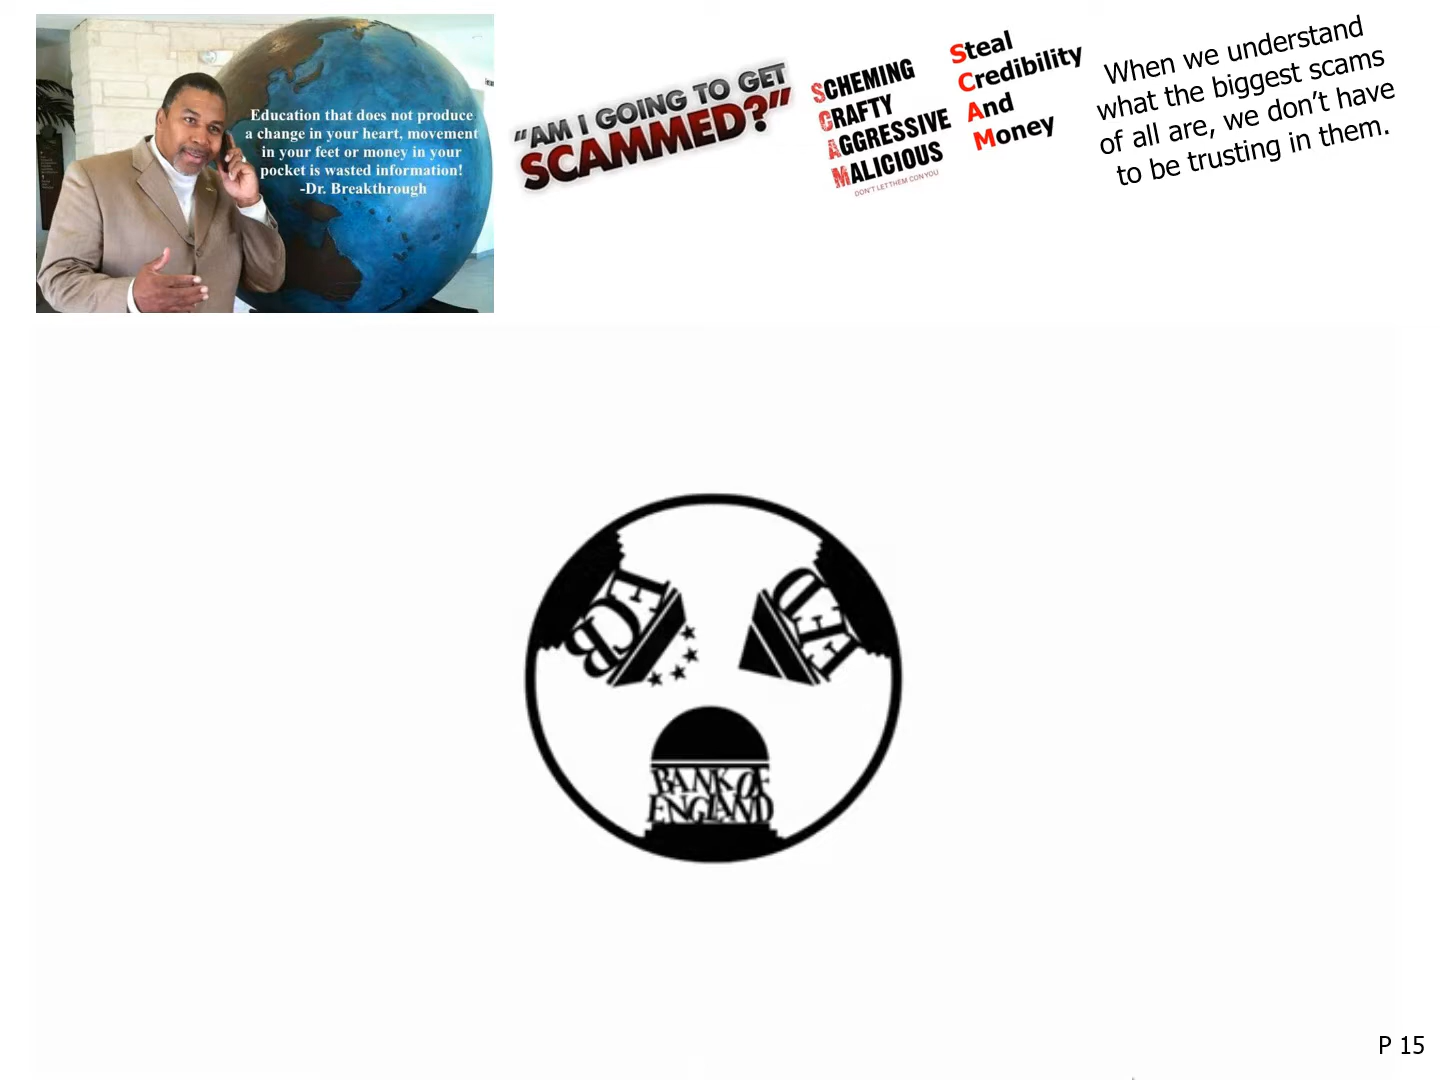 Education that does not produce
a change in your heart, movement
in your feet or money in your
pocket is wasted information!
-Dr. Breakthrough
"AM I GOING TO GET
SCAMMED?"
SCHEMING
CRAFTY
AGGRESSIVE
MALICIOUS
DON'T LET THEM CON YOU
Steal
Credibility
And
Money
When we understand
what the biggest scams
of all are, we don't have
to be trusting in them.
BANK OF
ENGLAND
FED
P 15